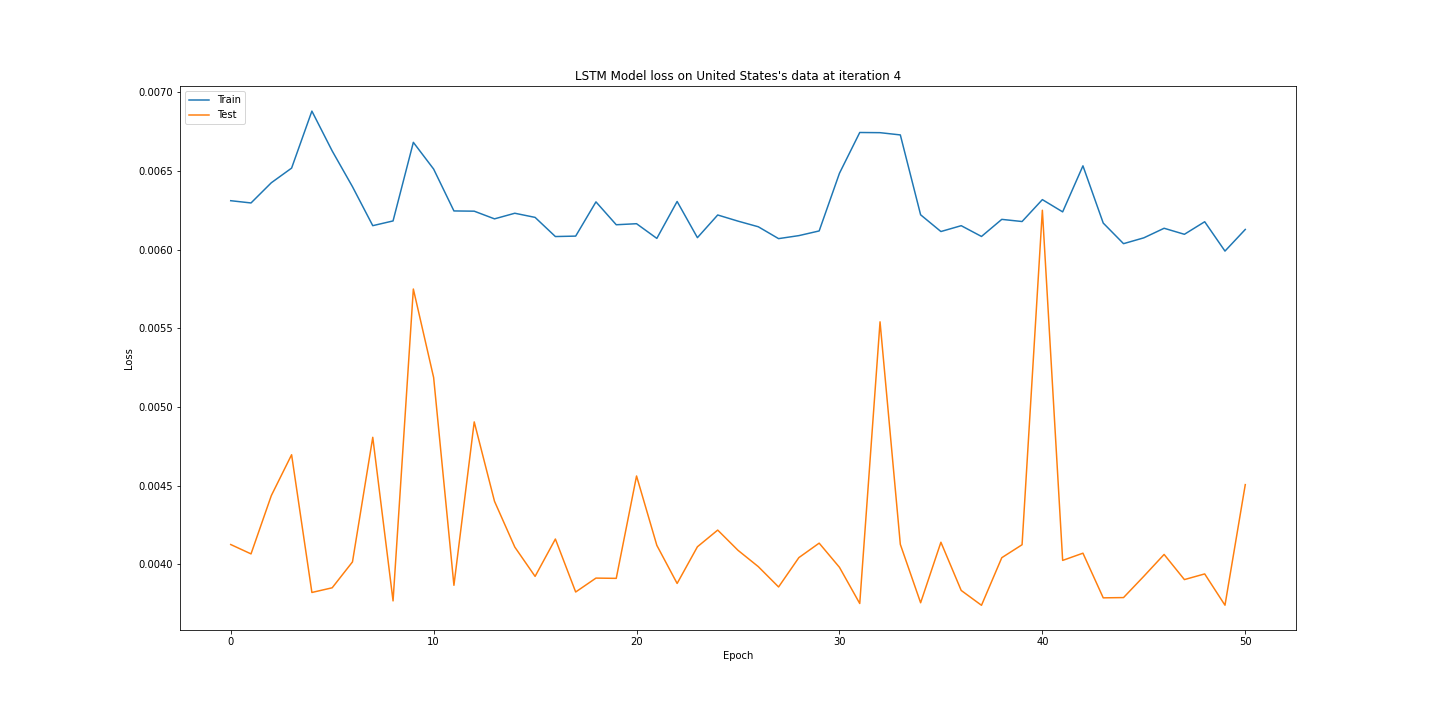 LSTM Model loss on United States's data at iteration 4
Train
Test
0.0070
0.0065
0.0060
0.0055
0.0050
0.0045
0.0040
Loss
0 10 20 30 40 50
Epoch